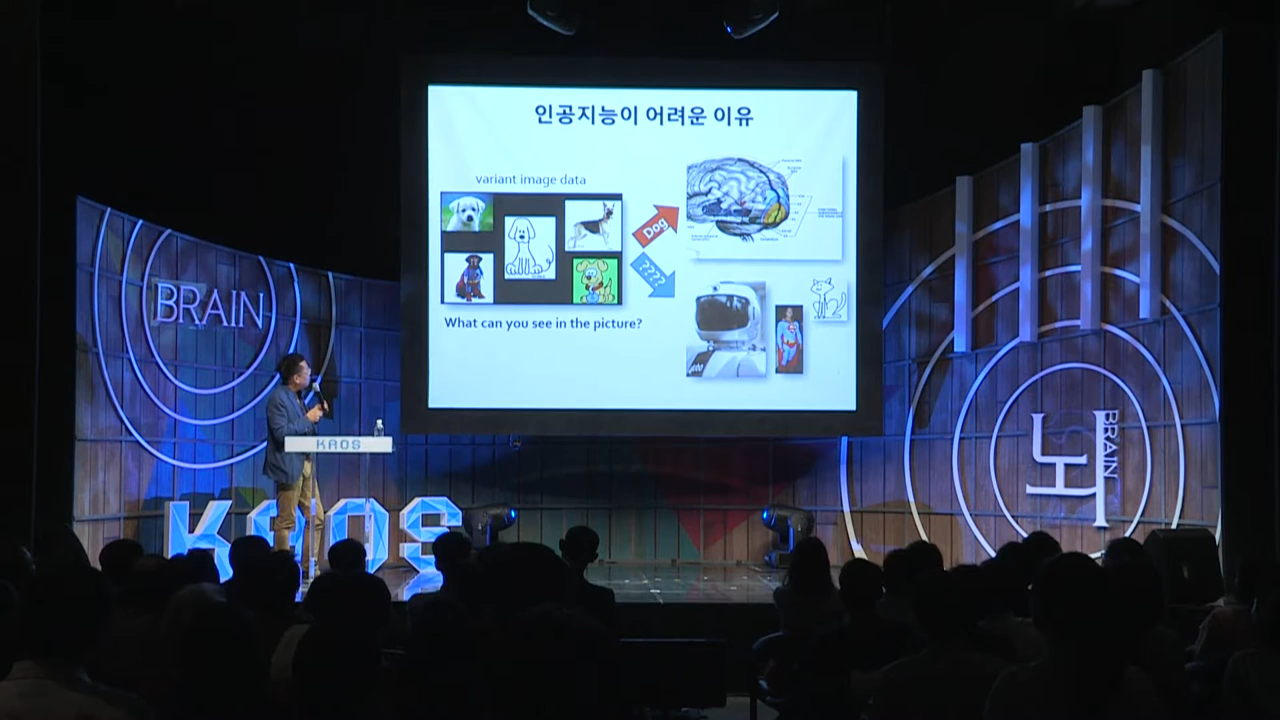 인공지능이 어려운 이유
variant image data
Dog
????
What can you see in the picture?
BRAIN
KAOS
KAOS
뇌
BRAIN